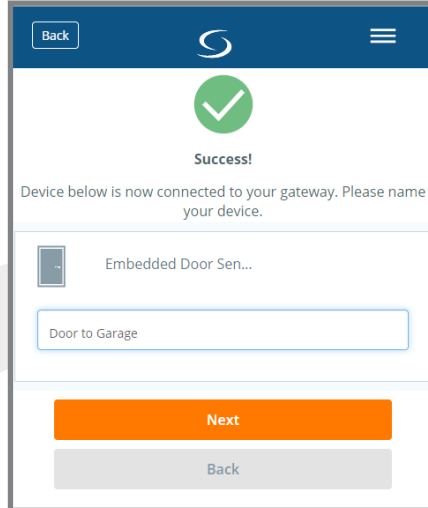 Back
Success!
Device below is now connected to your gateway. Please name
your device.
Embedded Door Sen...
Door to Garage
Next
Back